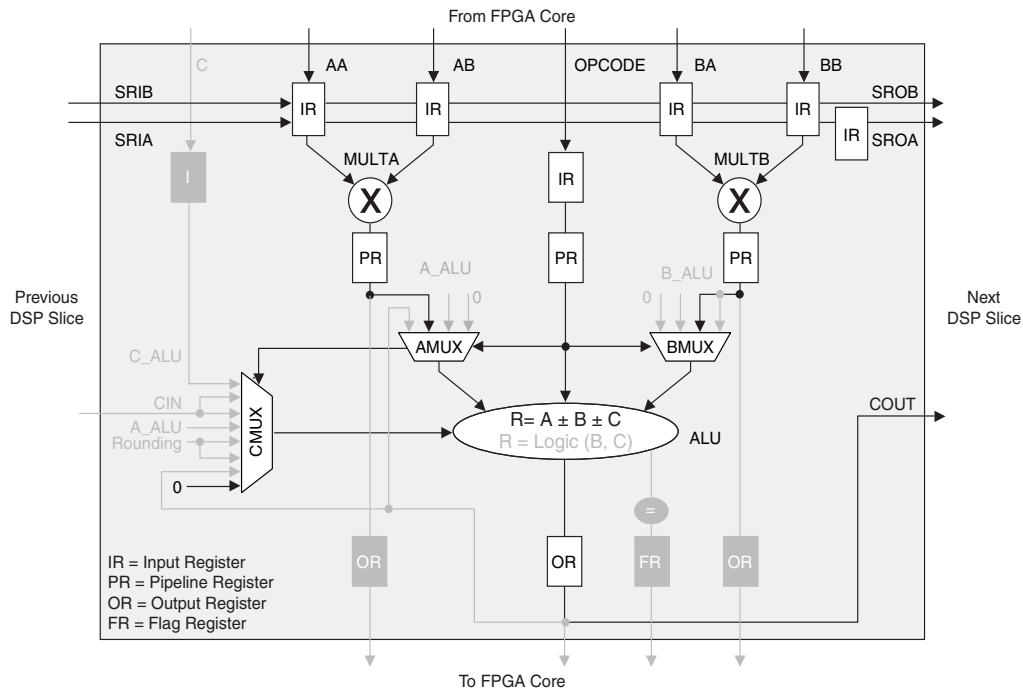 From FPGA Core
C
AA
AB
OPCODE
BA
BB
SRIB
SROB
IR
IR
IR
IR
IR
SRIA
SROA
MULTA
MULTB
I
X
IR
X
PR
PR
PR
A_ALU
B_ALU
0
0
Previous
DSP Slice
Next
DSP Slice
AMUX
BMUX
C_ALU
CIN
A_ALU
Rounding
0
CMUX
R= A ± B ± C
R = Logic (B, C)
ALU
COUT
=
OR
OR
FR
OR
IR = Input Register
PR = Pipeline Register
OR = Output Register
FR = Flag Register
To FPGA Core